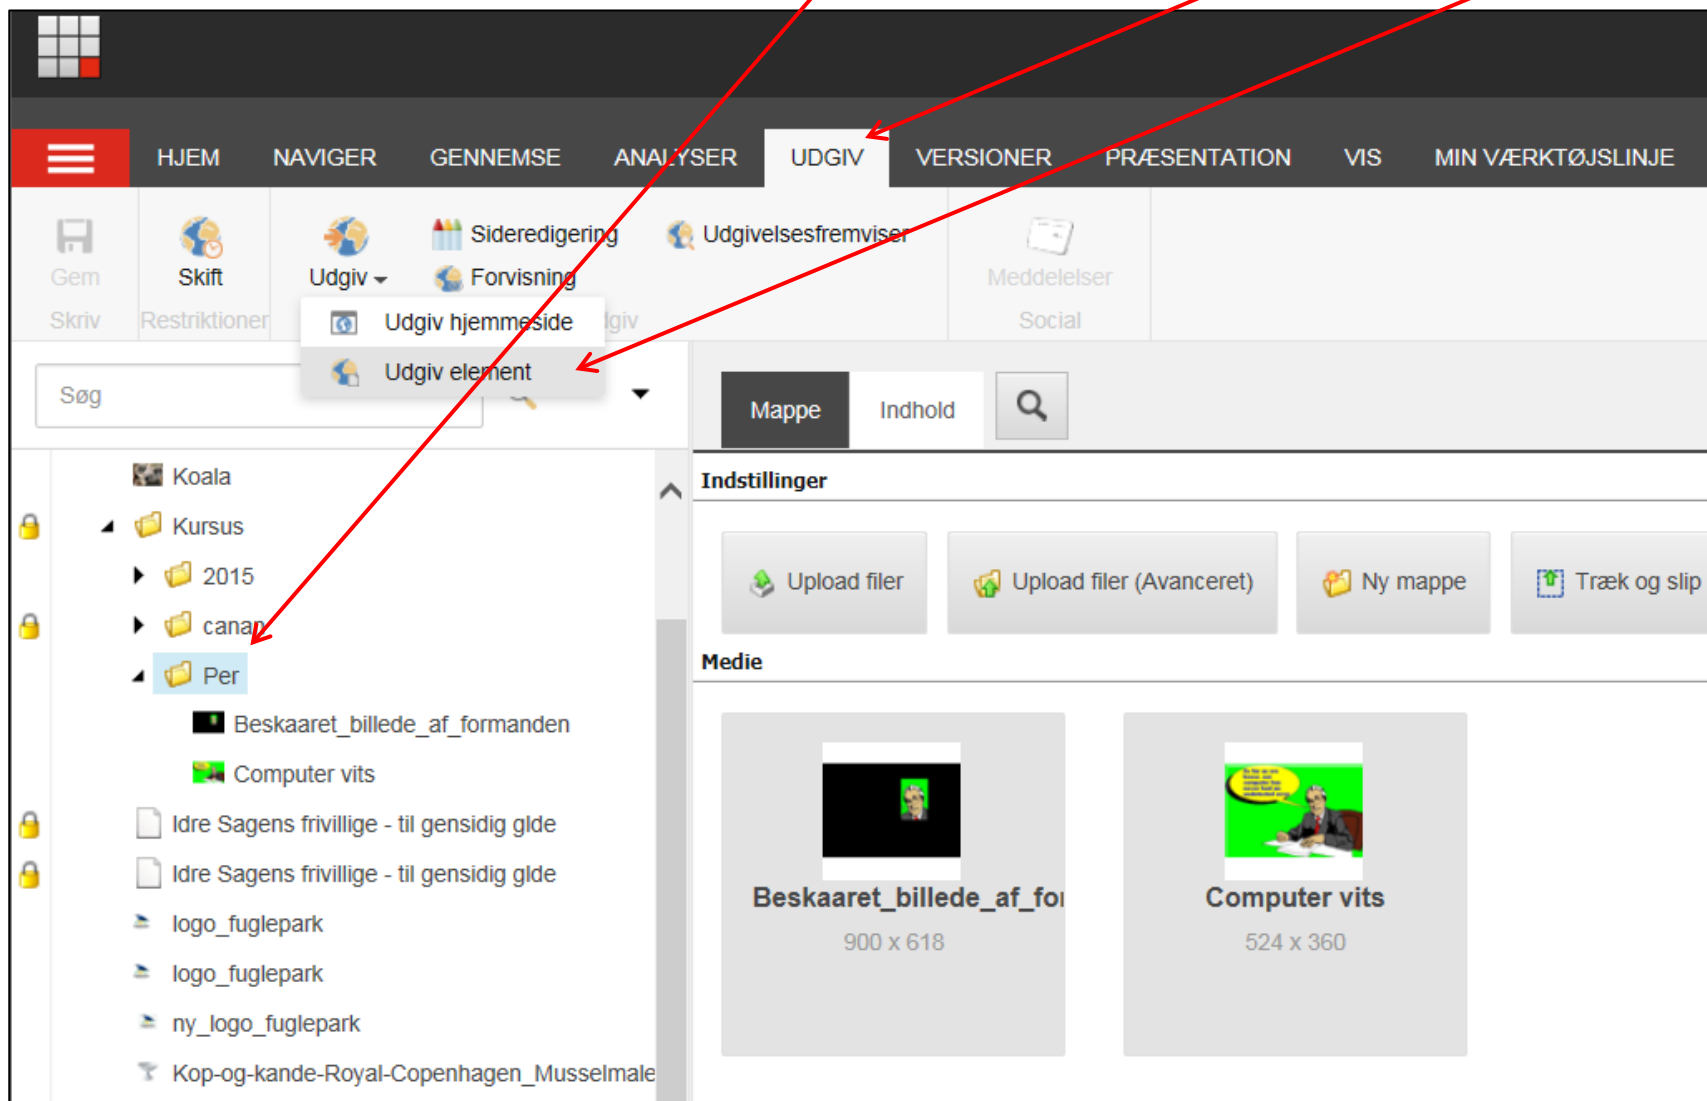 HJEM NAVIGER GENNEMSE ANALYSER UDGIV VERSIONER PRÆSENTATION VIS MIN VÆRKTØJSLINJE
Gem
Skriv
Skift
Restriktioner
Udgiv
Sideredigering
Forvisning
Udgivelsesfremviser
Meddelelser
Social
Udgiv hjemmeside
Udgiv element
Søg
Koala
Kursus
2015
canan
Per
Beskaaret_billede_af_formanden
Computer vits
ldre Sagens frivillige - til gensidig glde
ldre Sagens frivillige - til gensidig glde
logo_fuglepark
logo_fuglepark
ny_logo_fuglepark
Kop-og-kande-Royal-Copenhagen_Musselmale
Mappe Indhold
Indstillinger
Upload filer Upload filer (Avanceret) Ny mappe Træk og slip
Medie
Beskaaret_billede_af_for
900 x 618
Computer vits
524 x 360